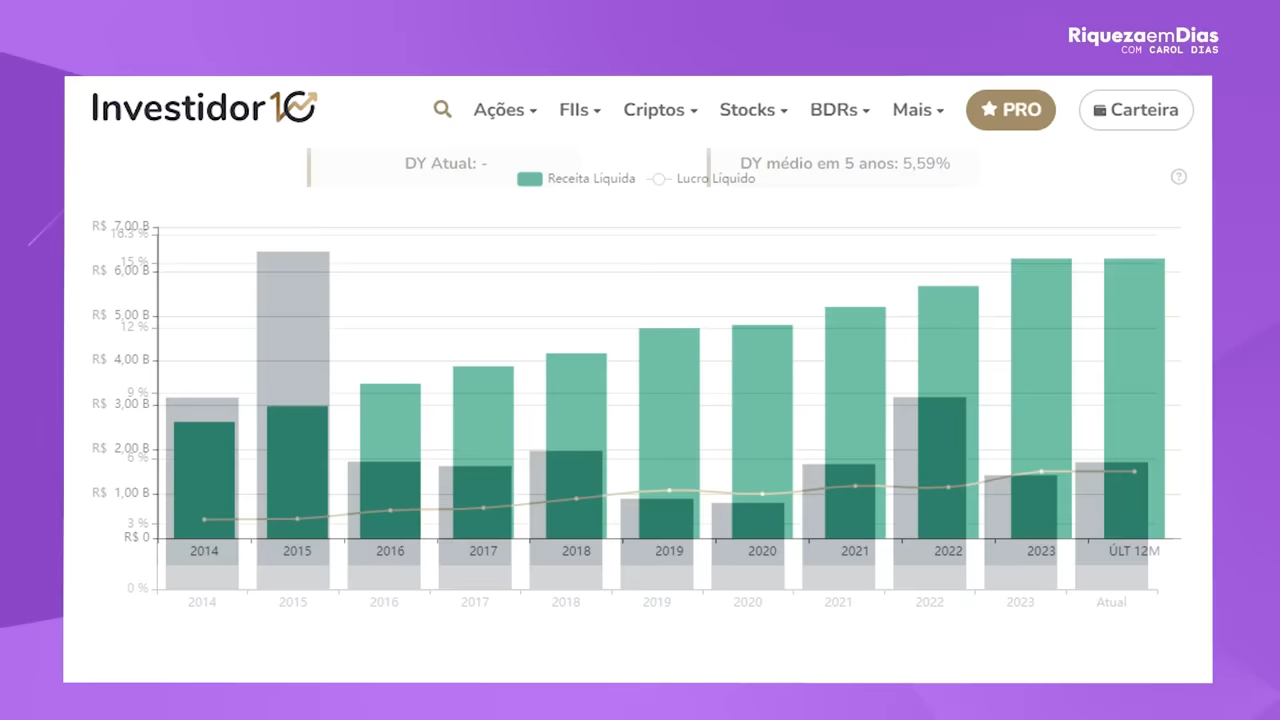 RiquezaemDias
COM CAROL DIAS
Investidor 10
Ações
FIIs
Criptos
Stocks
BDRs
Mais
PRO
Carteira
DY Atual: -
DY médio em 5 anos: 5,59%
Receita Líquida
Lucro Líquido
R$ 7,00 B
16.3 %
15 %
R$ 6,00 B
R$ 5,00 B
12 %
R$ 4,00 B
9 %
R$ 3,00 B
R$ 2,00 B
6 %
R$ 1,00 B
3 %
R$ 0
2014 2015 2016 2017 2018 2019 2020 2021 2022 2023 ÚLT 12M
0 %
2014 2015 2016 2017 2018 2019 2020 2021 2022 2023 Atual